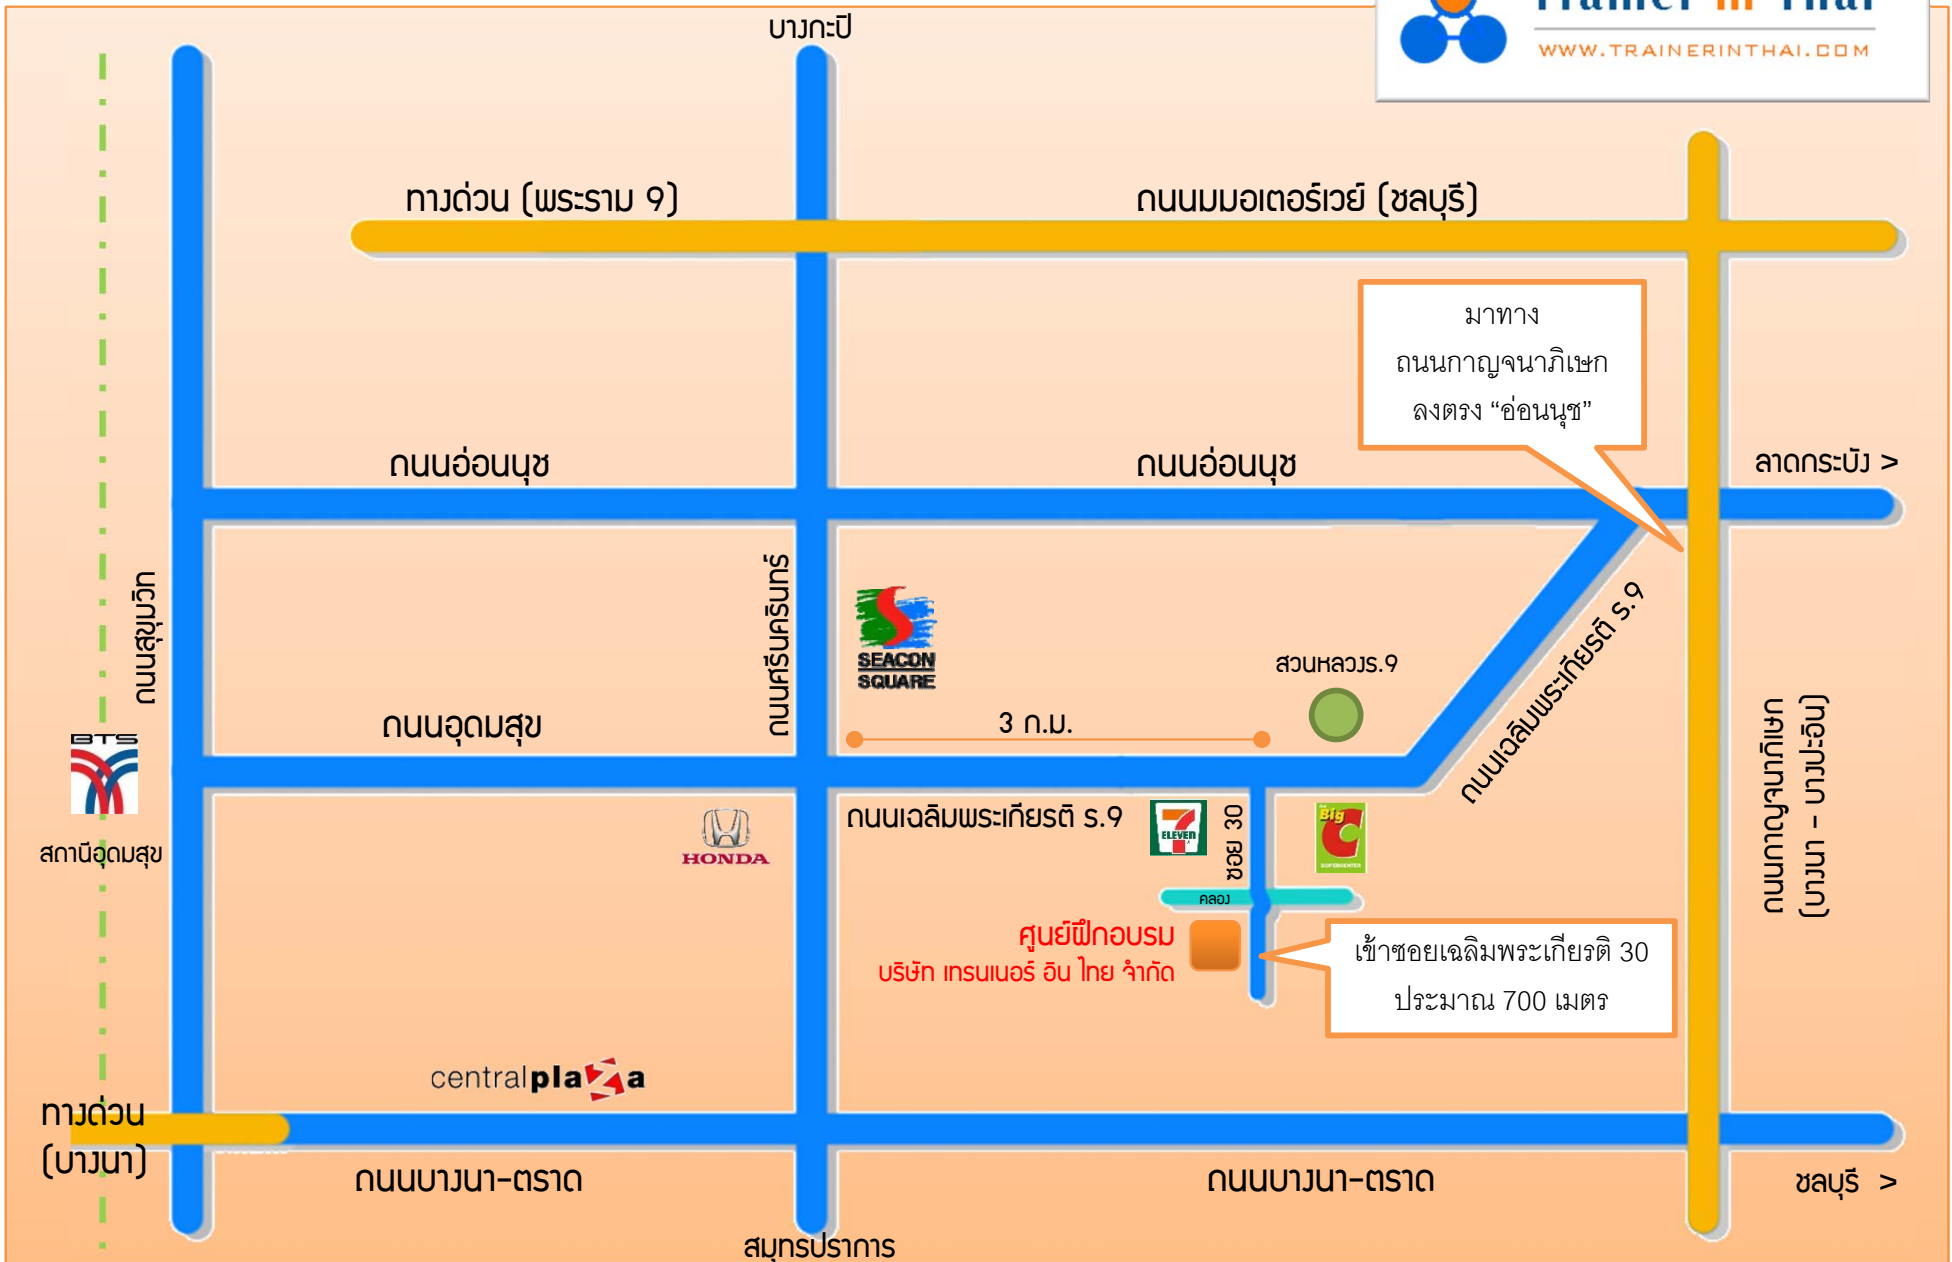 บางกะปิ
Trainer in Thai
WWW.TRAINERINTHAI.COM
ทางด่วน (พระราม 9)
ถนนมมอเตอร์เวย์ (ชลบุรี)
มาทาง
ถนนกาญจนาภิเษก
ลงตรง “อ่อนนุช”
ถนนอ่อนนุช
ถนนอ่อนนุช
ลาดกระบัง >
ถนนสุขุมวิท
ถนนศรีนครินทร์
SEACON
SQUARE
สวนหลวงร.9
ถนนเฉลิมพระเกียรติ ร.9
ถนนอุดมสุข
3 ก.ม.
ถนนกาญจนาภิเษก
(บางนา - บางปะอิน)
BTS
สถานีอุดมสุข
HONDA
ถนนเฉลิมพระเกียรติ ร.9
7
ELEVEN
ซอย 30
Big
C
SUPERCENTER
คลอง
ศูนย์ฝึกอบรม
บริษัท เทรนเนอร์ อิน ไทย จำกัด
เข้าซอยเฉลิมพระเกียรติ 30
ประมาณ 700 เมตร
centralplaza
ทางด่วน
(บางนา)
ถนนบางนา-ตราด
ถนนบางนา-ตราด
ชลบุรี >
สมุทรปราการ